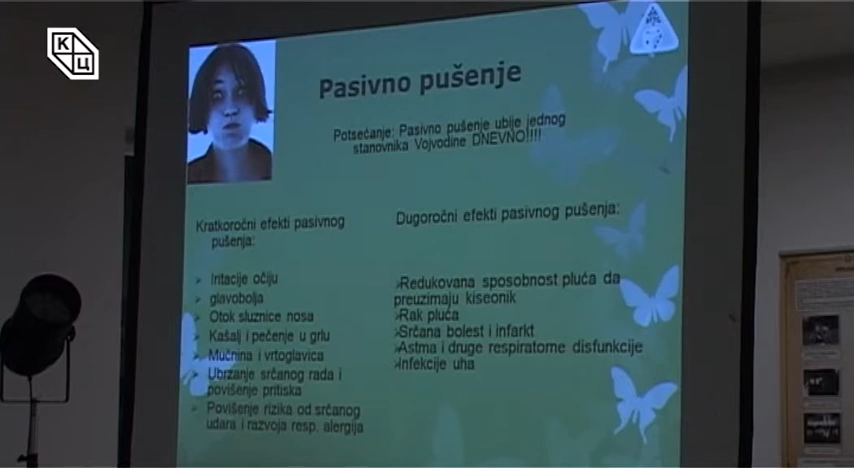 К
Ц
Pasivno pušenje
Potsećanje: Pasivno pušenje ubije jednog
stanovnika Vojvodine DNEVNO!!!!
Kratkoročni efekti pasivnog
pušenja:
Iritacije očiju
glavobolja
Otok sluznice nosa
Kašalj i pečenje u grlu
Mučnina i vrtoglavica
Ubrzanje srčanog rada i
povišenje pritiska
Povišenje rizika od srčanog
udara i razvoja resp. alergija
Dugoročni efekti pasivnog pušenja:
Redukovana sposobnost pluća da
preuzimaju kiseonik
Rak pluća
Srčana bolest i infarkt
Astma i druge respiratorne disfunkcije
Infekcije uha